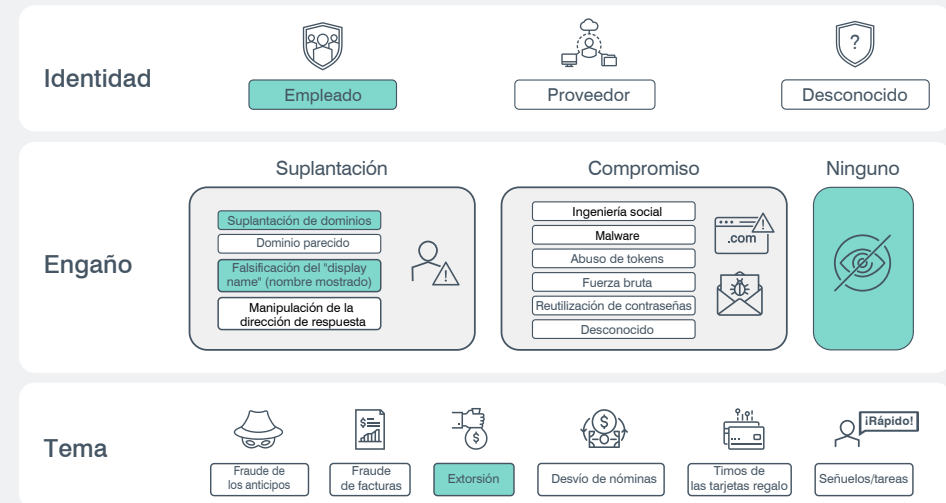 Identidad
?
Empleado
Proveedor
Desconocido
Suplantación
Compromiso
Ninguno
Engaño
Suplantación de dominios
Dominio parecido
Falsificación del "display
name" (nombre mostrado)
Manipulación de la
dirección de respuesta
!
Ingeniería social
Malware
Abuso de tokens
Fuerza bruta
Reutilización de contraseñas
Desconocido
!
.com
Tema
$
$
$
¡Rápido!
Fraude de
los anticipos
Fraude
de facturas
Extorsión
Desvío de nóminas
Timos de
las tarjetas regalo
Señuelos/tareas